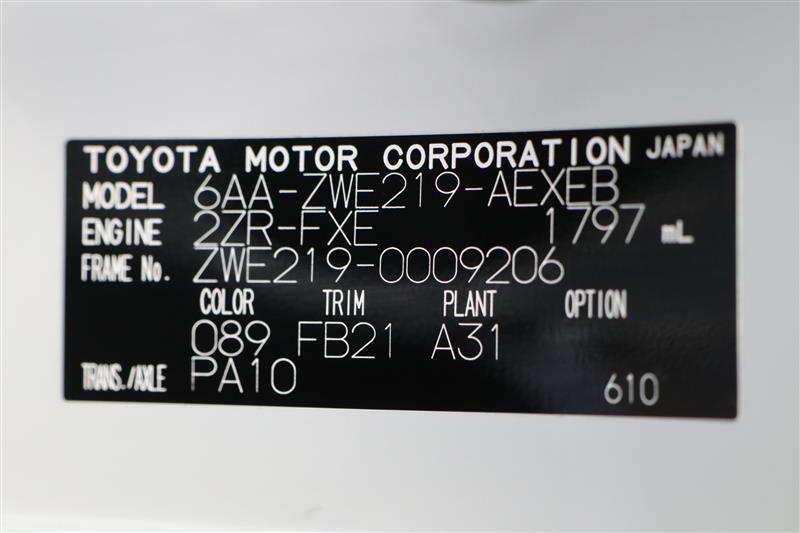 TOYOTA MOTOR CORPORATION JAPAN
MODEL 6AA-ZWE219-AEXEB
ENGINE 2ZR-FXE 1797 mL
FRAME No. ZWE219-0009206
COLOR TRIM PLANT OPTION
089 FB21 A31
TRANS./AXLE PA10 610